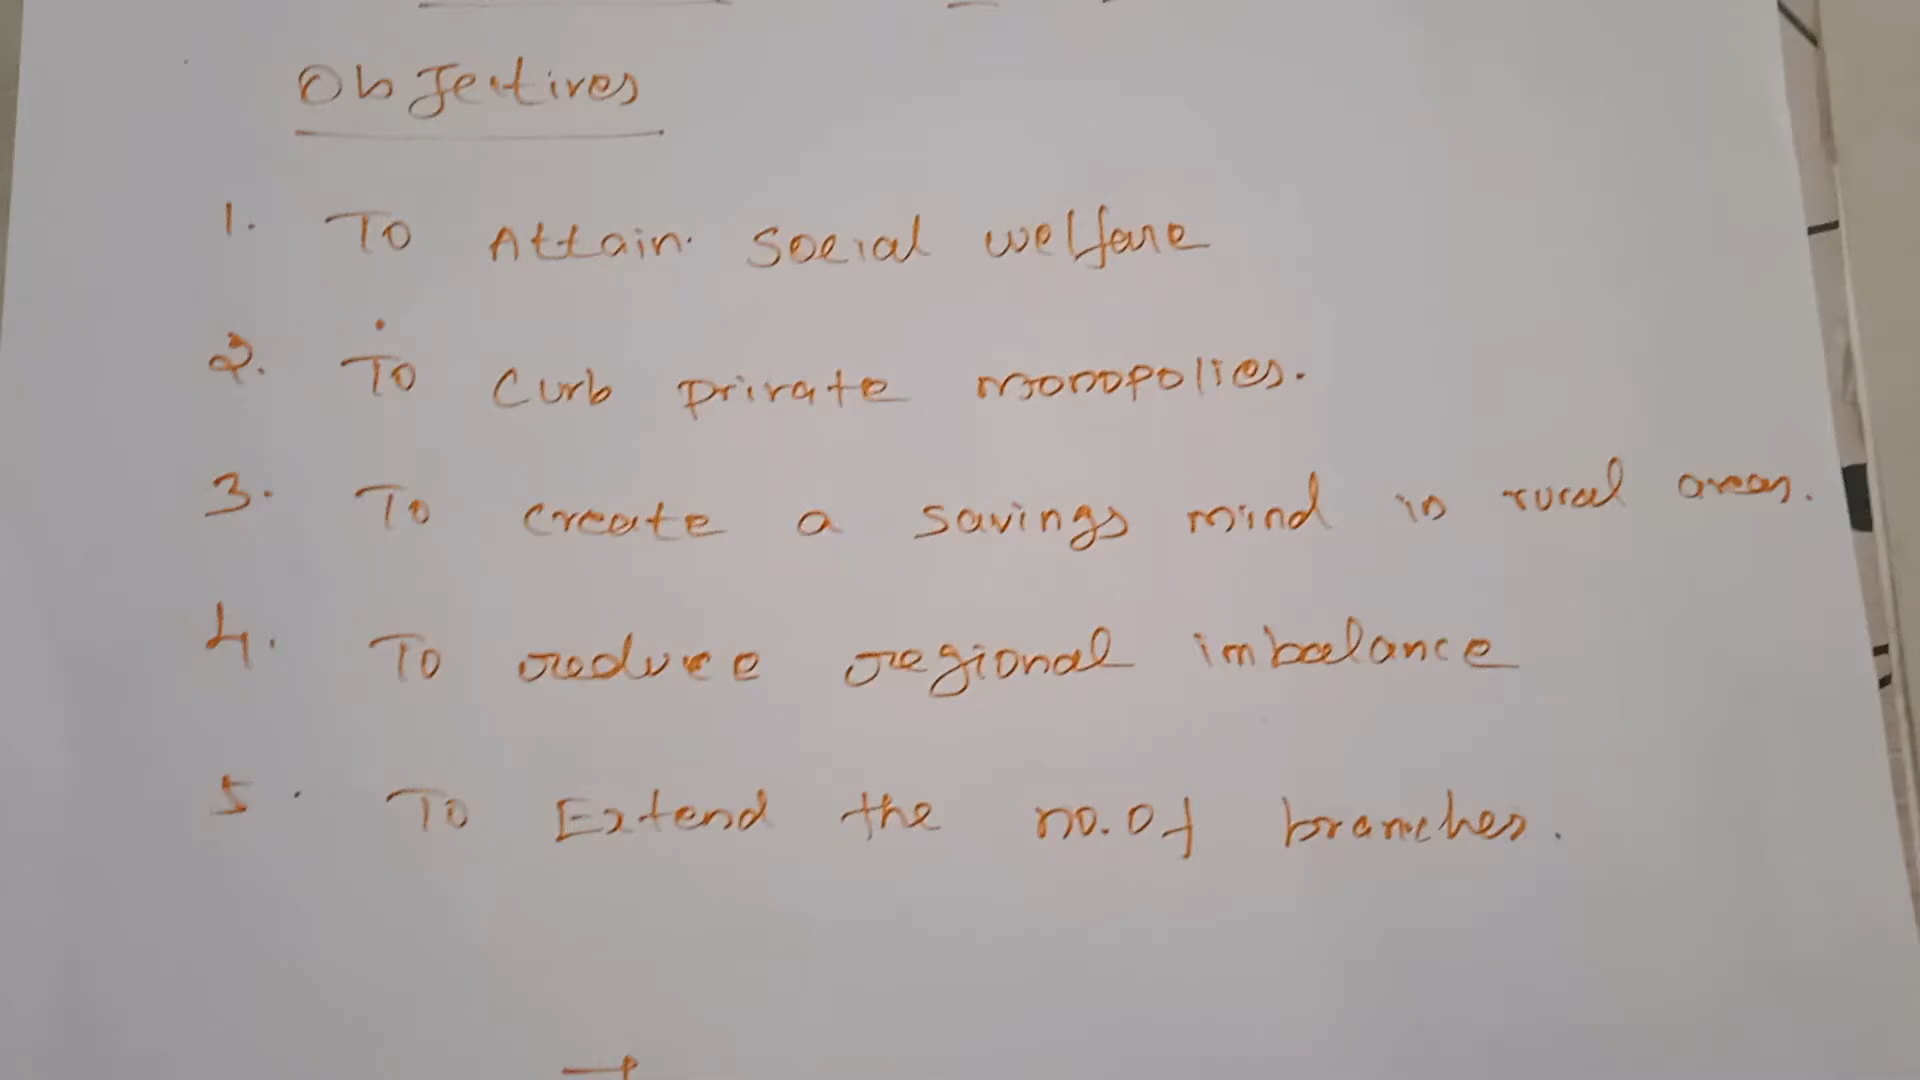 Objectives
1. To Attain. Social welfare
2. To Curb private monopolies.
3. To create a savings mind in rural areas.
4. To reduce regional imbalance
5. To Extend the no. of branches.